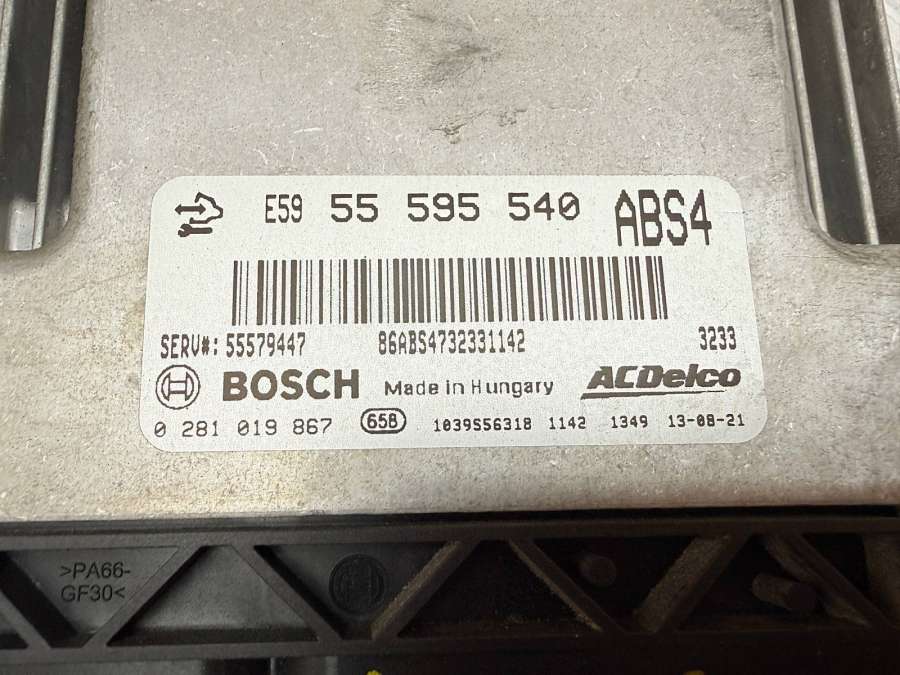 E59 55 595 540 ABS4
SERV#: 55579447 86ABS4732331142 3233
BOSCH Made in Hungary ACDelco
0 281 019 867 658 1039S56318 1142 1349 13-08-21
>PA66-
GF30<